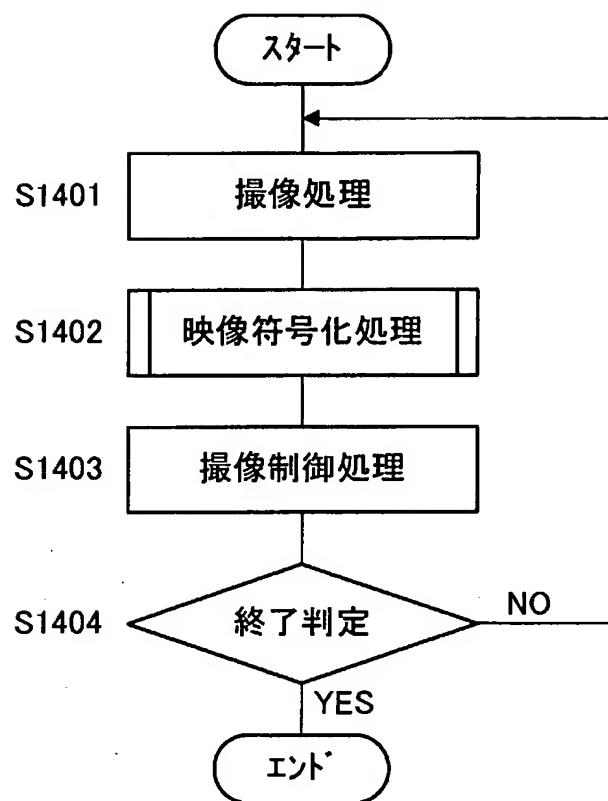 スタート
S1401
撮像処理
S1402
映像符号化処理
S1403
撮像制御処理
S1404
終了判定
NO
YES
エンド